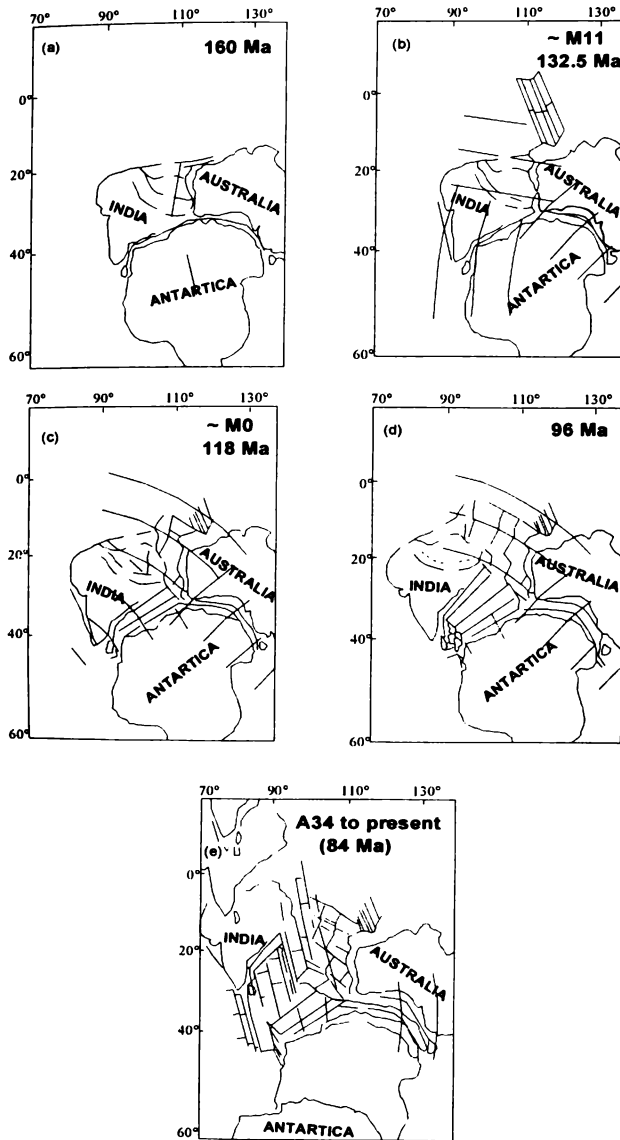 70° 90° 110° 130°
(a) 160 Ma
0°
20°
40°
60°
INDIA
AUSTRALIA
ANTARTICA
70° 90° 110° 130°
(b) ~ M11
132.5 Ma
0°
20°
40°
60°
INDIA
AUSTRALIA
ANTARTICA
70° 90° 110° 130°
(c) ~ M0
118 Ma
0°
20°
40°
60°
INDIA
AUSTRALIA
ANTARTICA
70° 90° 110° 130°
(d) 96 Ma
0°
20°
40°
60°
INDIA
AUSTRALIA
ANTARTICA
70° 90° 110° 130°
A34 to present
(e) (84 Ma)
0°
20°
40°
60°
INDIA
AUSTRALIA
ANTARTICA